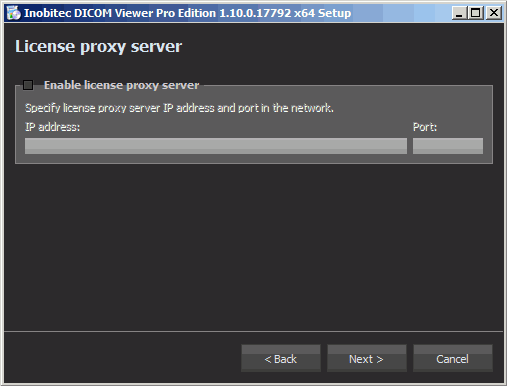 Inobitec DICOM Viewer Pro Edition 1.10.0.17792 x64 Setup
License proxy server
Enable license proxy server
Specify license proxy server IP address and port in the network.
IP address: Port:
< Back Next > Cancel